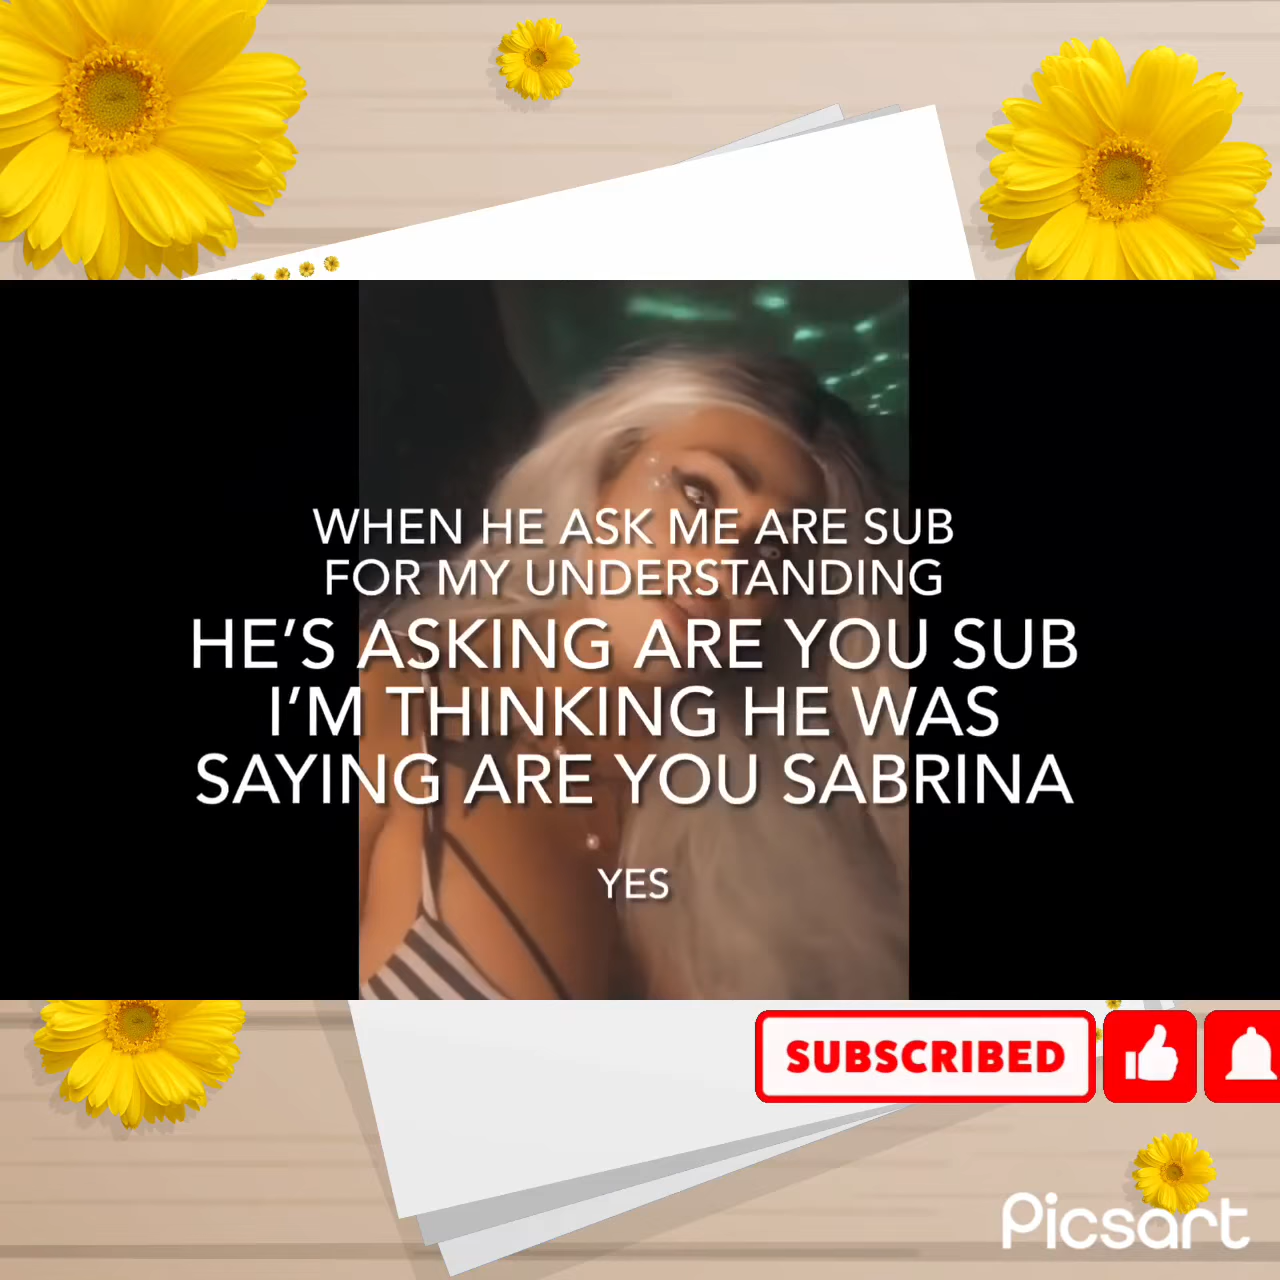 WHEN HE ASK ME ARE SUB
FOR MY UNDERSTANDING
HE'S ASKING ARE YOU SUB
I'M THINKING HE WAS
SAYING ARE YOU SABRINA
YES
SUBSCRIBED
Picsart